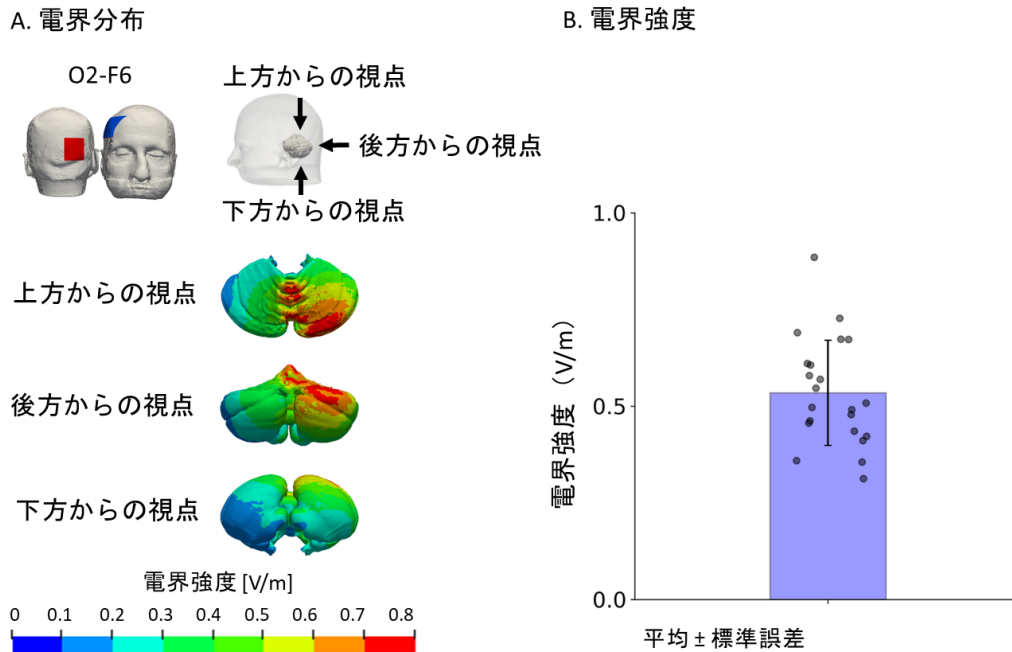 A. 電界分布
O2-F6
上方からの視点
後方からの視点
下方からの視点
上方からの視点
後方からの視点
下方からの視点
電界強度 [V/m]
0 0.1 0.2 0.3 0.4 0.5 0.6 0.7 0.8
B. 電界強度
1.0
0.5
0.0
電界強度（V/m）
平均 ± 標準誤差